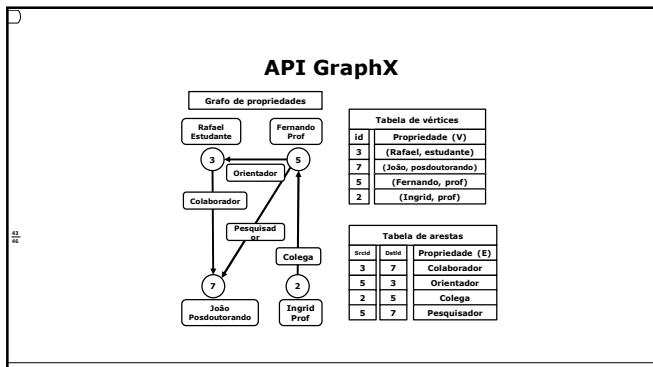 API GraphX
Grafo de propriedades
Rafael
Estudante
Fernando
Prof
3
5
Orientador
Colaborador
Pesquisad
or
Colega
7
2
João
Posdoutorando
Ingrid
Prof
Tabela de vértices
id Propriedade (V)
3 (Rafael, estudante)
7 (João, posdoutorando)
5 (Fernando, prof)
2 (Ingrid, prof)
Tabela de arestas
SrcId DstId Propriedade (E)
3 7 Colaborador
5 3 Orientador
2 5 Colega
5 7 Pesquisador
43
46